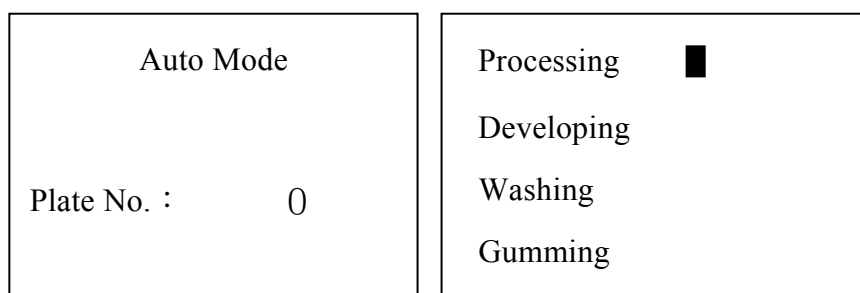 Auto Mode
Plate No.： 0
Processing
Developing
Washing
Gumming